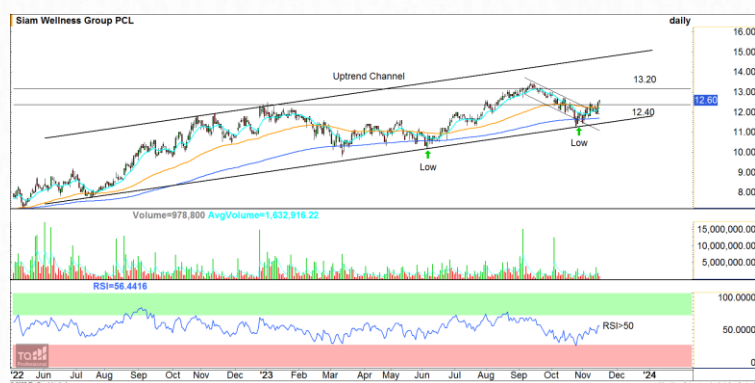 Siam Wellness Group PCL daily
16.00
15.00
14.00
Uptrend Channel
13.20
13.00
12.60
12.40
12.00
11.00
Low
10.00
Low
9.00
8.00
Volume=978,800 AvgVolume=1,632,916.22
15,000,000.00
10,000,000.00
5,000,000.00
RSI=56.4416
100.0000
RSI>50
50.0000
'22 Jun Jul Aug Sep Oct Nov Dec '23 Feb Mar Apr May Jun Jul Aug Sep Oct Nov Dec '24